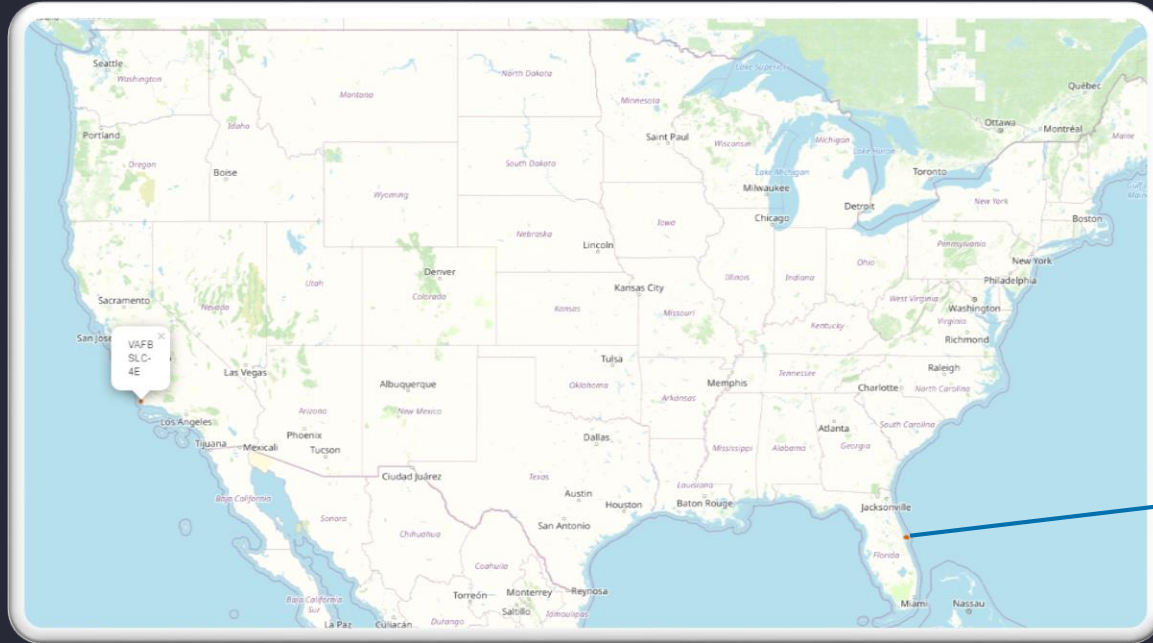 Seattle
Washington
Montana
North Dakota
Lake Superior
Minnesota
Québec
Ottawa
Montréal
Maine
Portland
Idaho
Saint Paul
Wisconsin
Michigan
Lake Huron
Oregon
Boise
South Dakota
Lake Michigan
Toronto
Wyoming
Milwaukee
New York
Detroit
Chicago
Boston
Iowa
Nebraska
Lincoln
Pennsylvania
New York
Ohio
Denver
Utah
Illinois
Indiana
Philadelphia
Kansas City
Sacramento
Colorado
Nevada
Kansas
Missouri
West Virginia
Washington
Virginia
Kentucky
San José
VAFB
SLC-
4E
×
Richmond
Tulsa
Las Vegas
Raleigh
Tennessee
Albuquerque
Oklahoma
Memphis
Charlotte
North Carolina
Arkansas
Arizona
New Mexico
Los Angeles
South Carolina
Atlanta
Phoenix
Dallas
Tijuana
Mexicali
Tucson
Mississippi
Alabama
Georgia
Ciudad Juárez
Texas
Louisiana
Baja California
Austin
Houston
Baton Rouge
Jacksonville
Sonora
San Antonio
Chihuahua
Florida
Coahuila
Baja California
Sur
Torreón
Monterrey
Reynosa
Miami
Nassau
Saltillo
Tamaulipas
La Paz
Culiacán
Durango